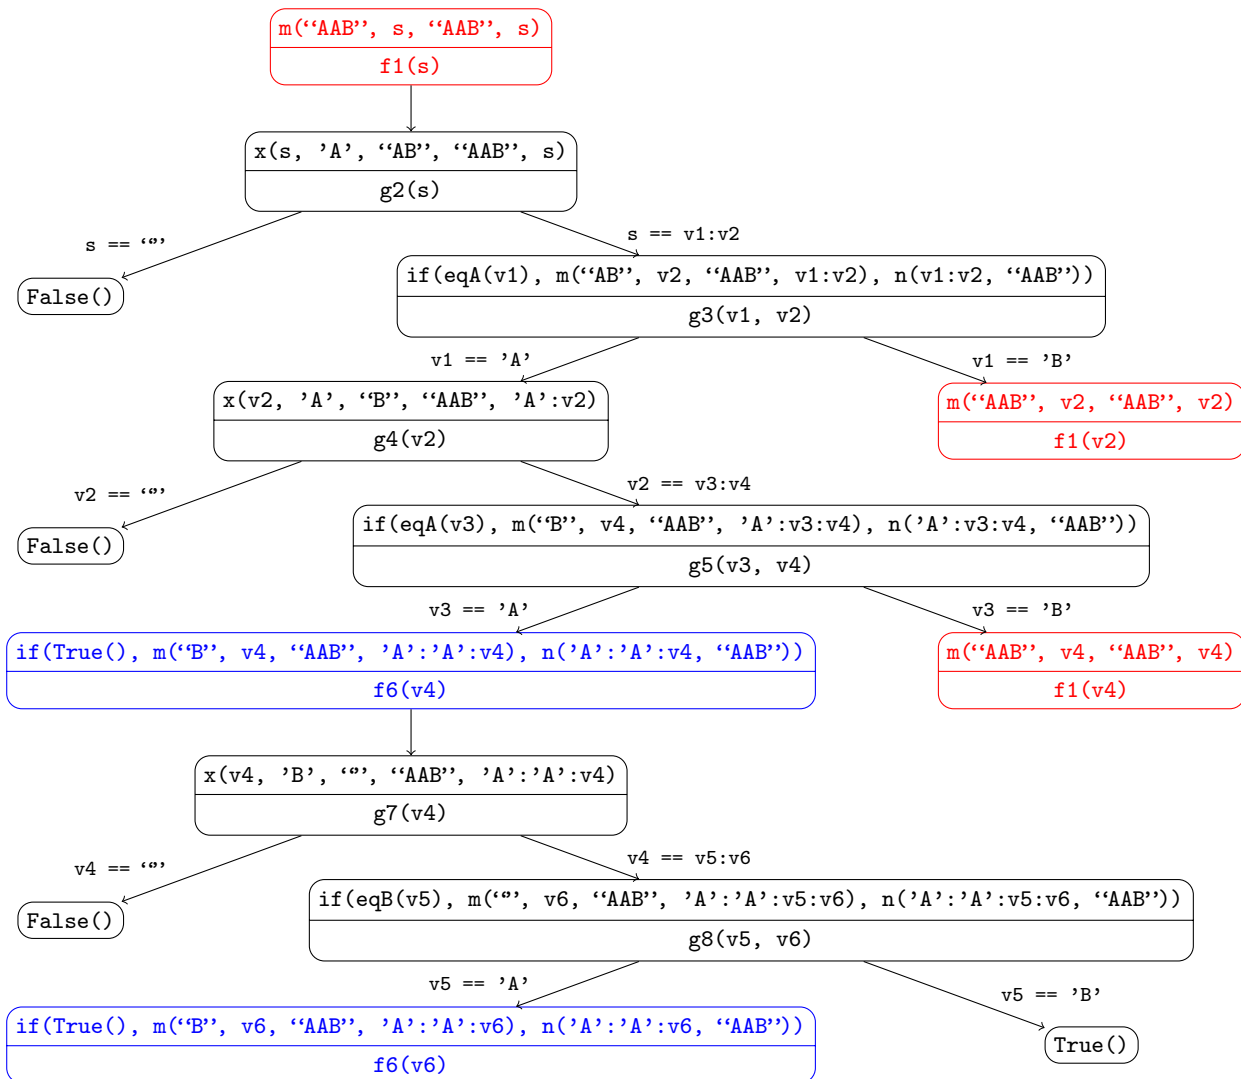 m(“AAB”, s, “AAB”, s)
f1(s)
x(s, ’A’, “AB”, “AAB”, s)
g2(s)
s == “”
s == v1:v2
False()
if(eqA(v1), m(“AB”, v2, “AAB”, v1:v2), n(v1:v2, “AAB”))
g3(v1, v2)
v1 == ’A’
v1 == ’B’
x(v2, ’A’, “B”, “AAB”, ’A’:v2)
g4(v2)
m(“AAB”, v2, “AAB”, v2)
f1(v2)
v2 == “”
v2 == v3:v4
False()
if(eqA(v3), m(“B”, v4, “AAB”, ’A’:v3:v4), n(’A’:v3:v4, “AAB”))
g5(v3, v4)
v3 == ’A’
v3 == ’B’
if(True(), m(“B”, v4, “AAB”, ’A’:’A’:v4), n(’A’:’A’:v4, “AAB”))
f6(v4)
m(“AAB”, v4, “AAB”, v4)
f1(v4)
x(v4, ’B’, “”, “AAB”, ’A’:’A’:v4)
g7(v4)
v4 == “”
v4 == v5:v6
False()
if(eqB(v5), m(“”, v6, “AAB”, ’A’:’A’:v5:v6), n(’A’:’A’:v5:v6, “AAB”))
g8(v5, v6)
v5 == ’A’
v5 == ’B’
if(True(), m(“B”, v6, “AAB”, ’A’:’A’:v6), n(’A’:’A’:v6, “AAB”))
f6(v6)
True()